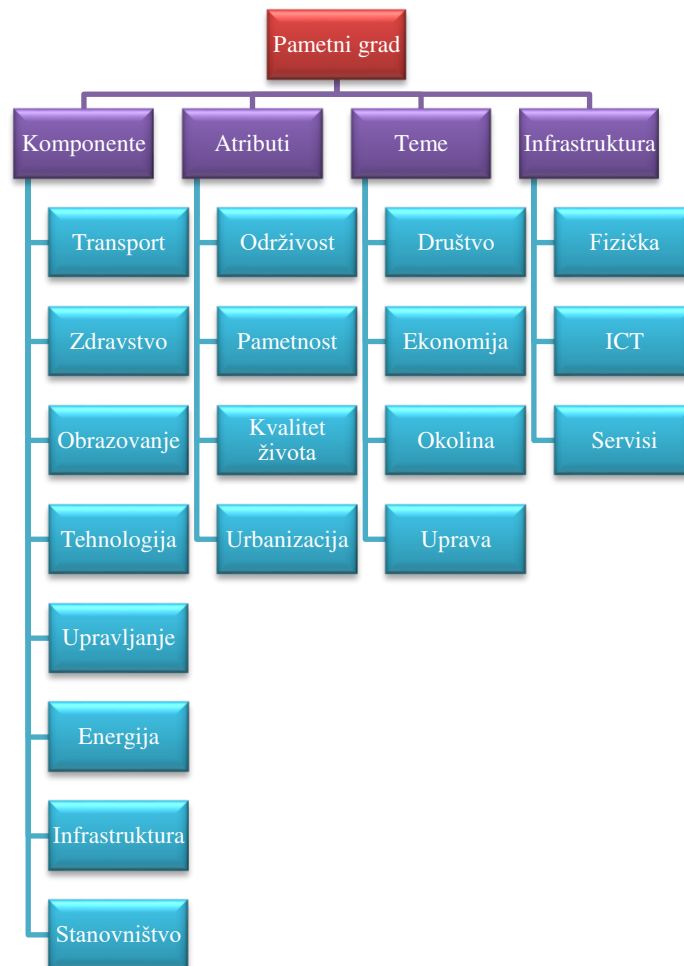 Pametni grad
Komponente
Transport
Zdravstvo
Obrazovanje
Tehnologija
Upravljanje
Energija
Infrastruktura
Stanovništvo
Atributi
Održivost
Pametnost
Kvalitet
života
Urbanizacija
Teme
Društvo
Ekonomija
Okolina
Uprava
Infrastruktura
Fizička
ICT
Servisi